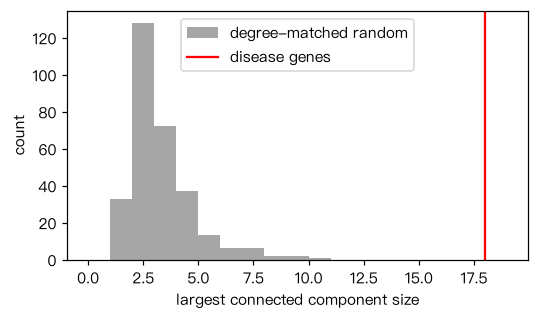 degree-matched random
disease genes
count
120
100
80
60
40
20
0
0.0 2.5 5.0 7.5 10.0 12.5 15.0 17.5
largest connected component size